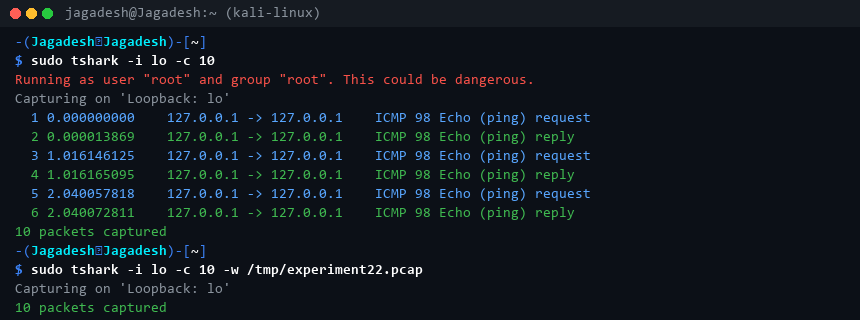 jagadesh@Jagadesh:~ (kali-linux)
-(Jagadesh▯Jagadesh)-[~]
$ sudo tshark -i lo -c 10
Running as user "root" and group "root". This could be dangerous.
Capturing on 'Loopback: lo'
1 0.000000000 127.0.0.1 -> 127.0.0.1 ICMP 98 Echo (ping) request
2 0.000013869 127.0.0.1 -> 127.0.0.1 ICMP 98 Echo (ping) reply
3 1.016146125 127.0.0.1 -> 127.0.0.1 ICMP 98 Echo (ping) request
4 1.016165095 127.0.0.1 -> 127.0.0.1 ICMP 98 Echo (ping) reply
5 2.040057818 127.0.0.1 -> 127.0.0.1 ICMP 98 Echo (ping) request
6 2.040072811 127.0.0.1 -> 127.0.0.1 ICMP 98 Echo (ping) reply
10 packets captured
-(Jagadesh▯Jagadesh)-[~]
$ sudo tshark -i lo -c 10 -w /tmp/experiment22.pcap
Capturing on 'Loopback: lo'
10 packets captured